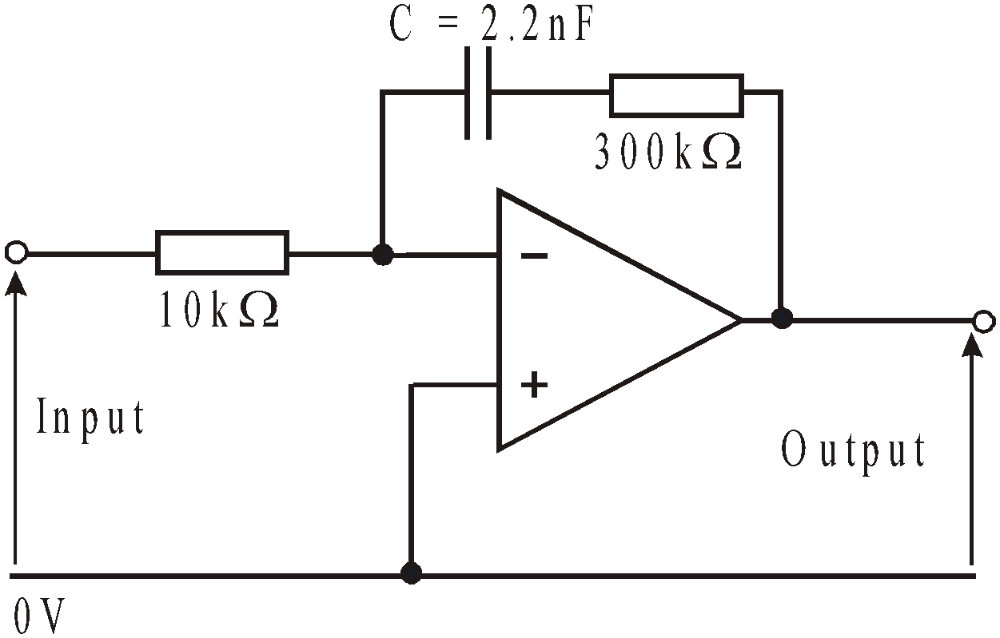 C = 2.2nF
300kΩ
10kΩ
−
+
Input
Output
0V